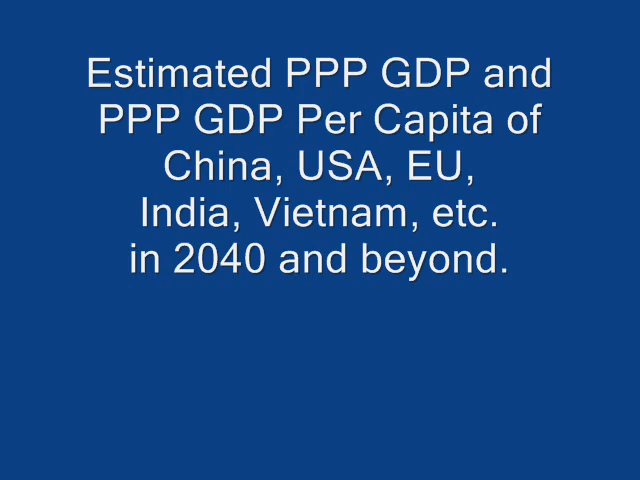 Estimated PPP GDP and
PPP GDP Per Capita of
China, USA, EU,
India, Vietnam, etc.
in 2040 and beyond.